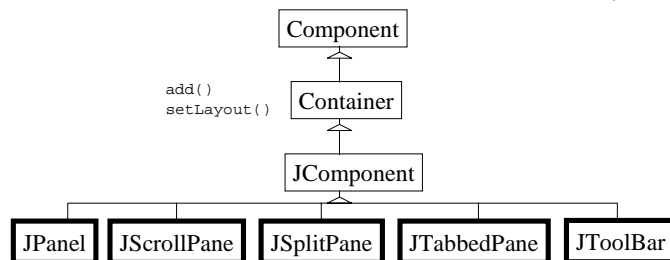 Component
add()
setLayout()
Container
JComponent
JPanel
JScrollPane
JSplitPane
JTabbedPane
JToolBar